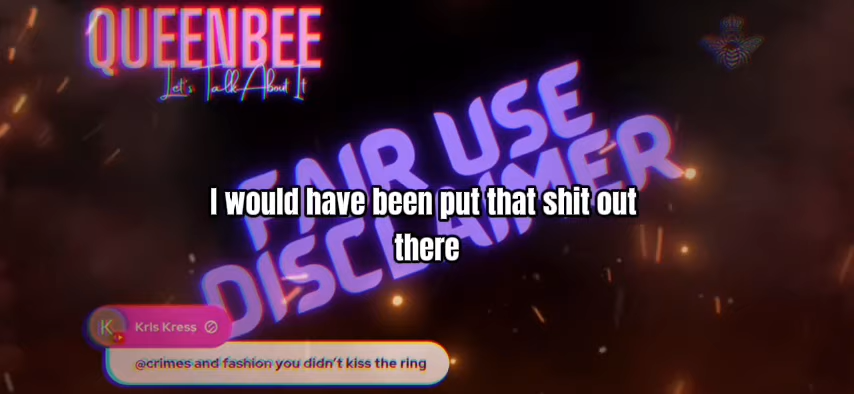 QUEENBEE
Let's Talk About It
FAIR USE
DISCLAIMER
I would have been put that shit out
there
K Kris Kress
@crimes and fashion you didn't kiss the ring